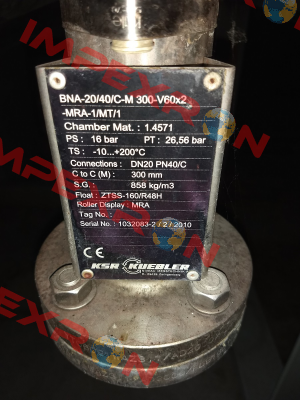 BNA-20/40/C-M 300-V60x2
-MRA-1/MT/1
Chamber Mat. : 1.4571
PS : 16 bar PT : 26,56 bar
TS : -10...+200°C
Connections : DN20 PN40/C
C to C (M) : 300 mm
S.G. : 858 kg/m3
Float : ZTSS-160/R48H
Roller Display : MRA
Tag No. :
Serial No. : 1032083-2 / 2 / 2010
CE KSR KUEBLER
IMPEXRON